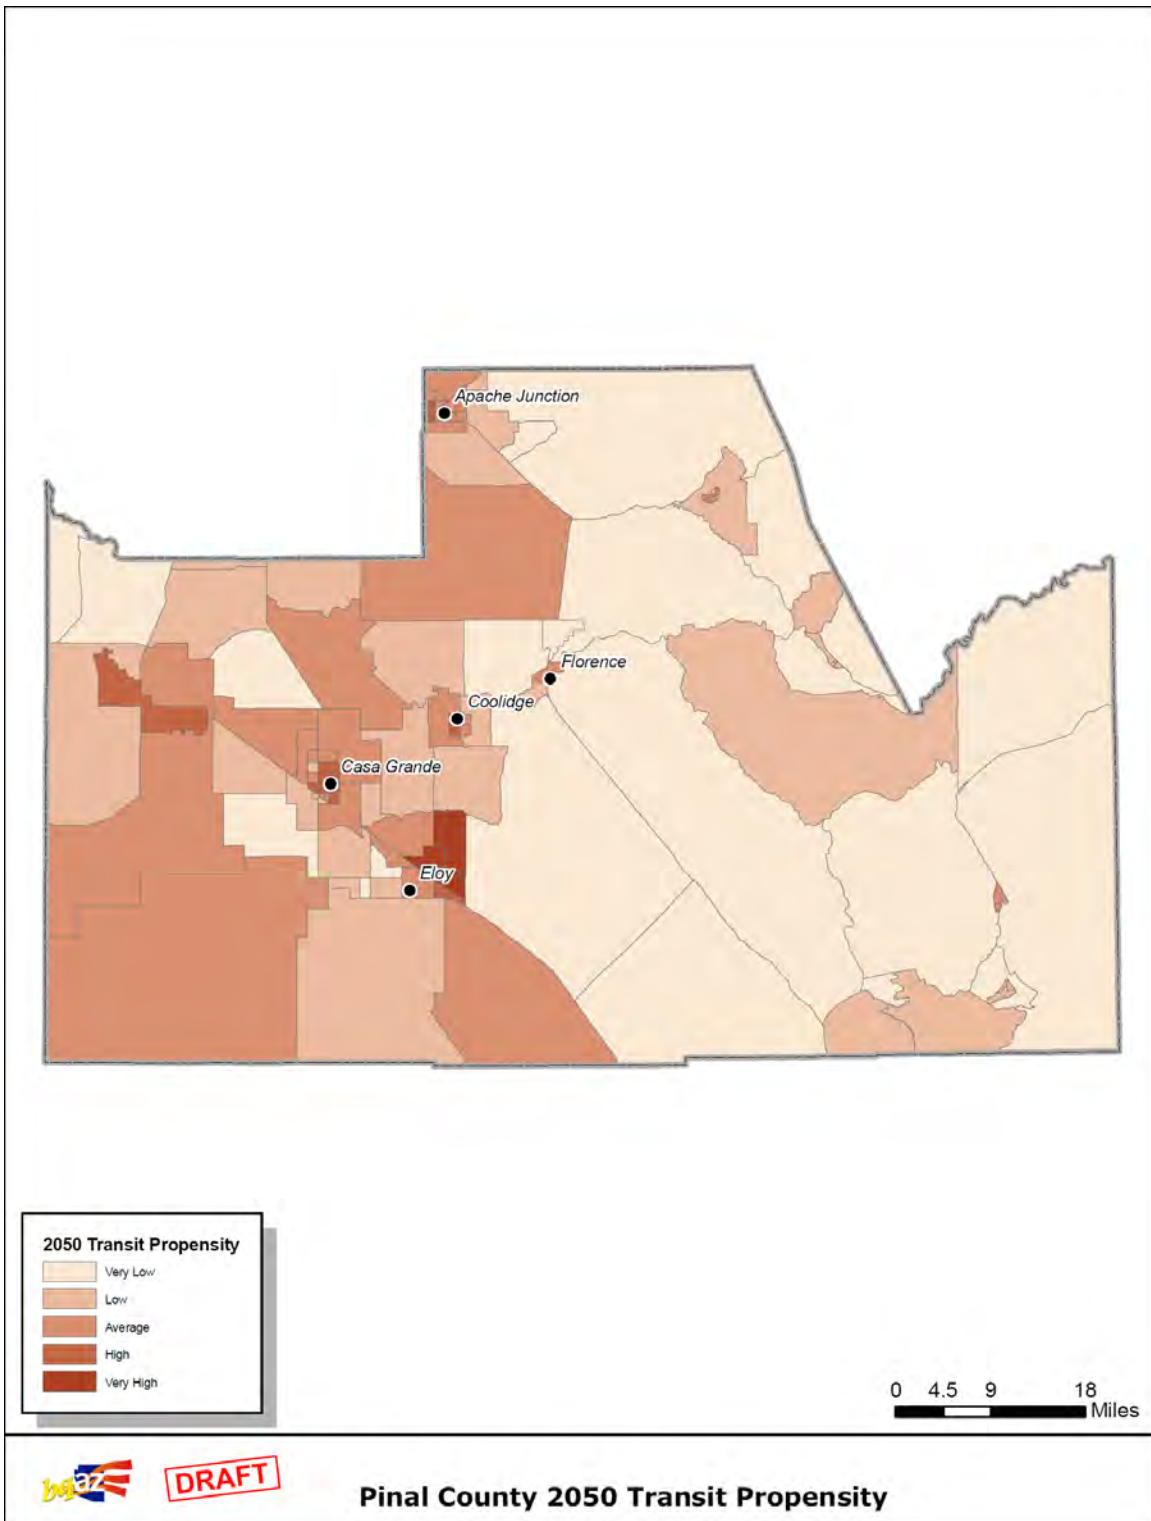 Apache Junction
Florence
Coolidge
Casa Grande
Eloy
2050 Transit Propensity
Very Low
Low
Average
High
Very High
0 4.5 9 18
Miles
bqaz
DRAFT
Pinal County 2050 Transit Propensity